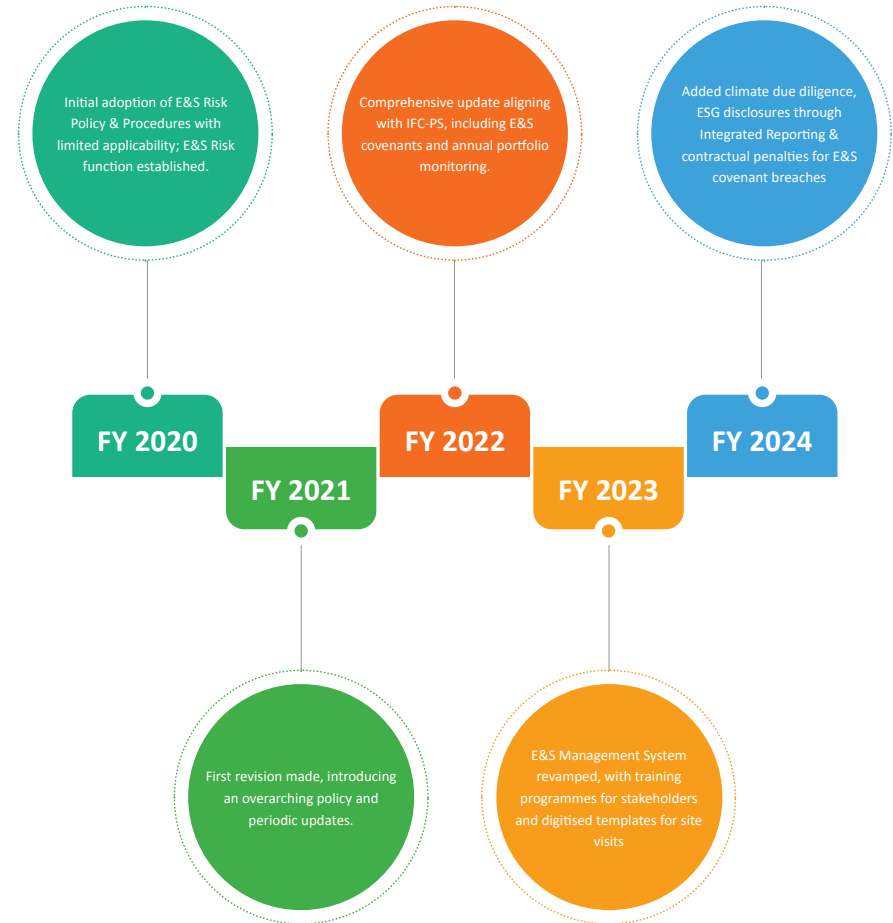 Initial adoption of E&S Risk
Policy & Procedures with
limited applicability; E&S Risk
function established.
Comprehensive update aligning
with IFC-PS, including E&S
covenants and annual portfolio
monitoring.
Added climate due diligence,
ESG disclosures through
Integrated Reporting &
contractual penalties for E&S
covenant breaches
FY 2020
FY 2021
FY 2022
FY 2023
FY 2024
First revision made, introducing
an overarching policy and
periodic updates.
E&S Management System
revamped, with training
programmes for stakeholders
and digitised templates for site
visits